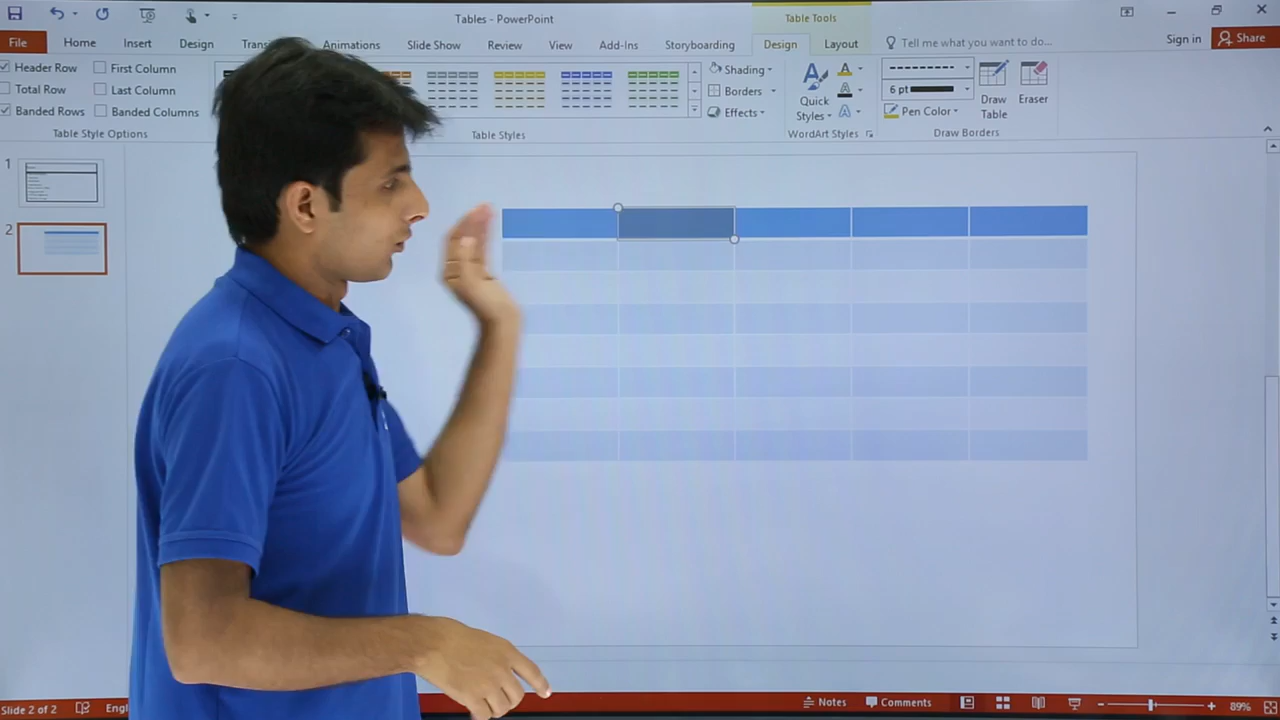 Tables - PowerPoint
Table Tools
File
Home
Insert
Design
Animations
Slide Show
Review
View
Add-Ins
Storyboarding
Design
Layout
Tell me what you want to do...
Sign in
Share
Header Row
First Column
Total Row
Last Column
Banded Rows
Banded Columns
Table Style Options
Table Styles
Shading
Borders
Effects
Quick
Styles
WordArt Styles
6 pt
Pen Color
Draw
Table
Eraser
Draw Borders
1
2
Slide 2 of 2
Notes
Comments
89%